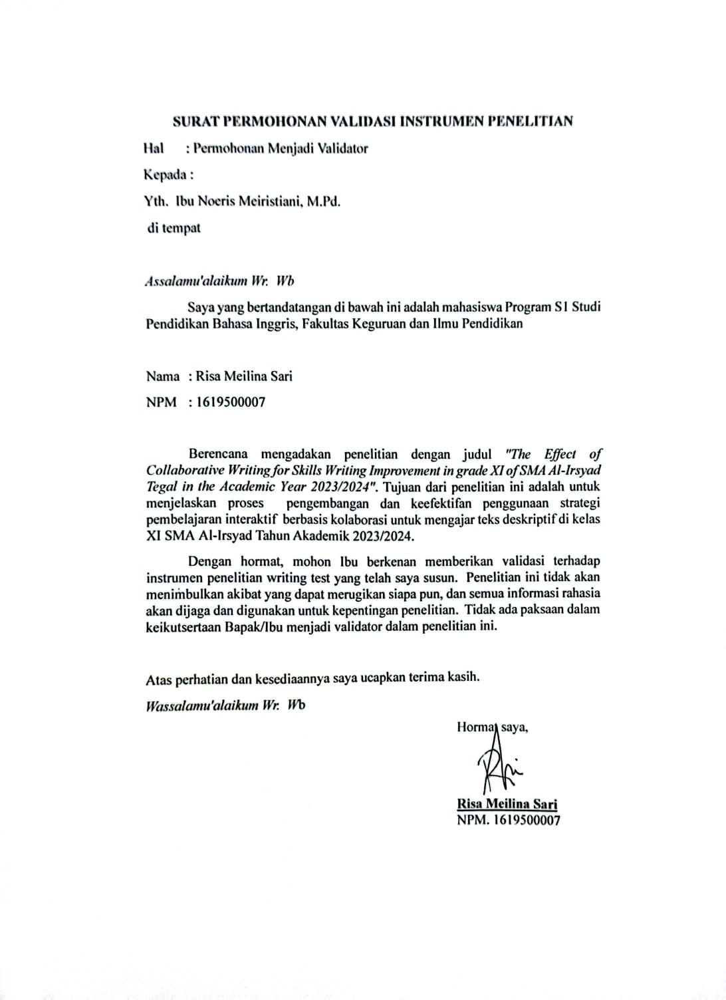 SURAT PERMOHONAN VALIDASI INSTRUMEN PENELITIAN
Hal : Permohonan Menjadi Validator
Kepada :
Yth. Ibu Noeris Meiristiani, M.Pd.
di tempat
Assalamu'alaikum Wr. Wb
Saya yang bertandatangan di bawah ini adalah mahasiswa Program S1 Studi
Pendidikan Bahasa Inggris, Fakultas Keguruan dan Ilmu Pendidikan
Nama : Risa Meilina Sari
NPM : 1619500007
Berencana mengadakan penelitian dengan judul "The Effect of
Collaborative Writing for Skills Writing Improvement in grade XI of SMA Al-Irsyad
Tegal in the Academic Year 2023/2024". Tujuan dari penelitian ini adalah untuk
menjelaskan proses pengembangan dan keefektifan penggunaan strategi
pembelajaran interaktif berbasis kolaborasi untuk mengajar teks deskriptif di kelas
XI SMA Al-Irsyad Tahun Akademik 2023/2024.
Dengan hormat, mohon Ibu berkenan memberikan validasi terhadap
instrumen penelitian writing test yang telah saya susun. Penelitian ini tidak akan
menimbulkan akibat yang dapat merugikan siapa pun, dan semua informasi rahasia
akan dijaga dan digunakan untuk kepentingan penelitian. Tidak ada paksaan dalam
keikutsertaan Bapak/Ibu menjadi validator dalam penelitian ini.
Atas perhatian dan kesediaannya saya ucapkan terima kasih.
Wassalamu'alaikum Wr. Wb
Hormat saya,
Risa Meilina Sari
NPM. 1619500007